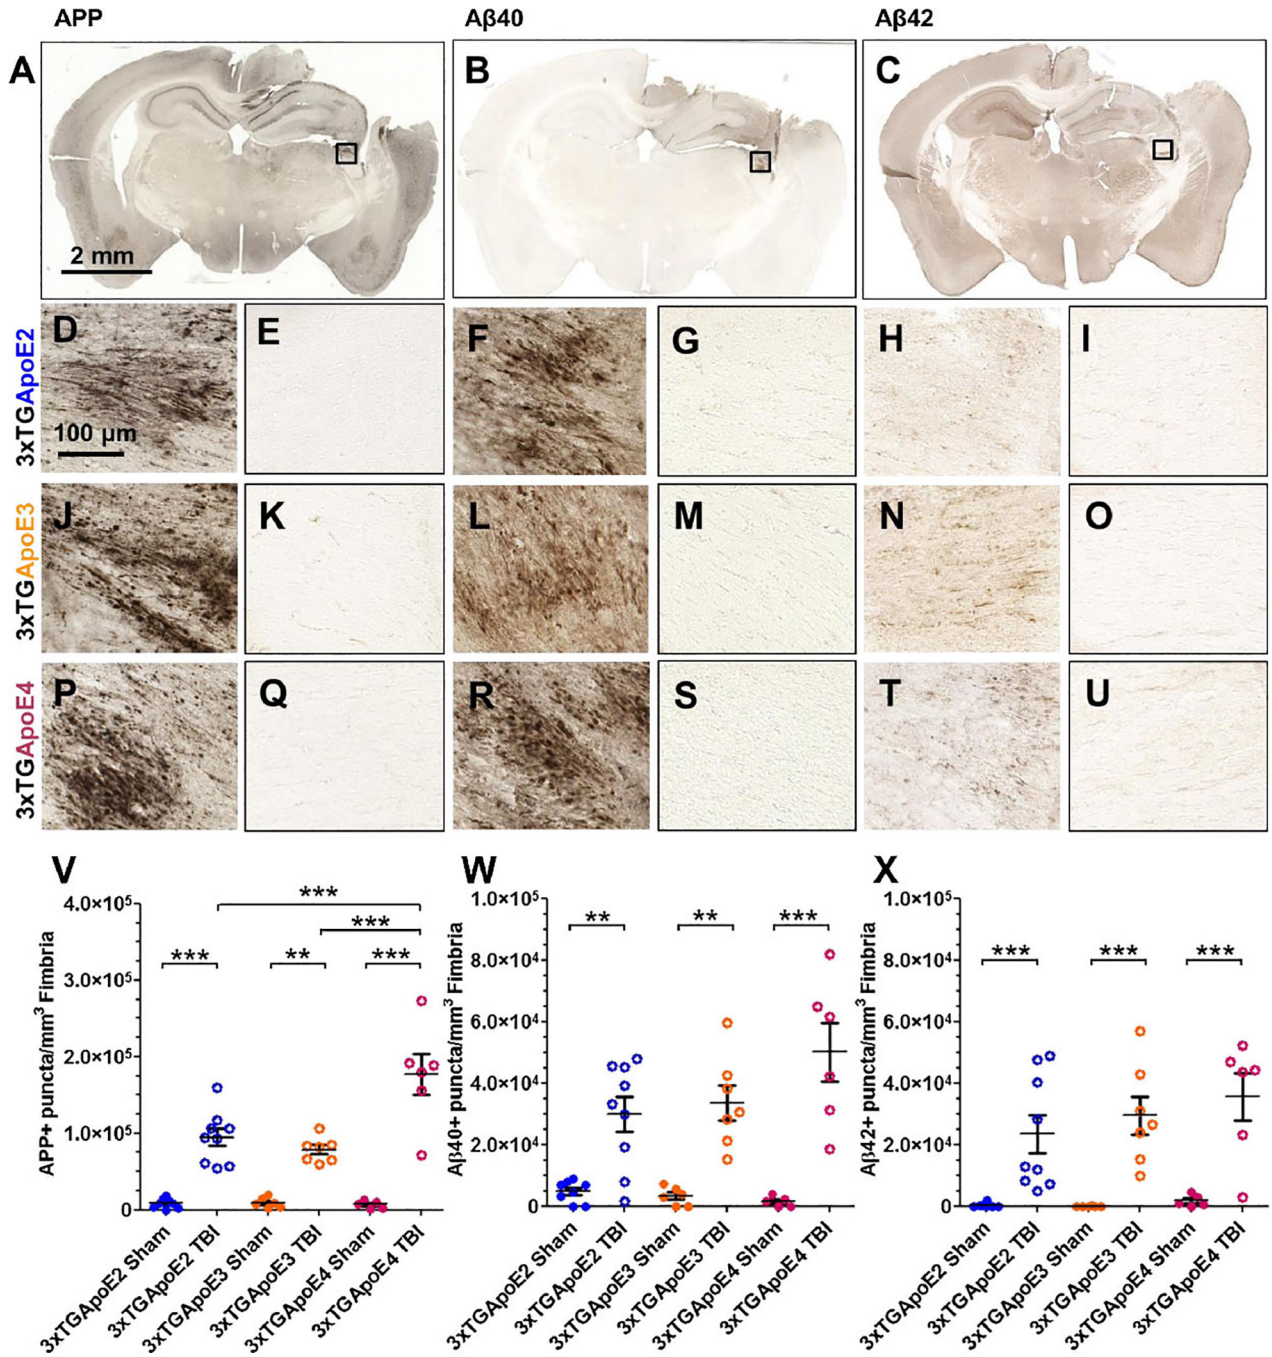 APP
Aβ40
Aβ42
A
B
C
2 mm
3xTGApoE2
D
E
F
G
H
I
100 µm
3xTGApoE3
J
K
L
M
N
O
3xTGApoE4
P
Q
R
S
T
U
V
APP+ puncta/mm³ Fimbria
4.0×10⁵
3.0×10⁵
2.0×10⁵
1.0×10⁵
0
***
***
***
**
***
3xTGApoE2 Sham
3xTGApoE2 TBI
3xTGApoE3 Sham
3xTGApoE3 TBI
3xTGApoE4 Sham
3xTGApoE4 TBI
W
Aβ40+ puncta/mm³ Fimbria
1.0×10⁵
8.0×10⁴
6.0×10⁴
4.0×10⁴
2.0×10⁴
0
**
**
***
3xTGApoE2 Sham
3xTGApoE2 TBI
3xTGApoE3 Sham
3xTGApoE3 TBI
3xTGApoE4 Sham
3xTGApoE4 TBI
X
Aβ42+ puncta/mm³ Fimbria
1.0×10⁵
8.0×10⁴
6.0×10⁴
4.0×10⁴
2.0×10⁴
0
***
***
***
3xTGApoE2 Sham
3xTGApoE2 TBI
3xTGApoE3 Sham
3xTGApoE3 TBI
3xTGApoE4 Sham
3xTGApoE4 TBI